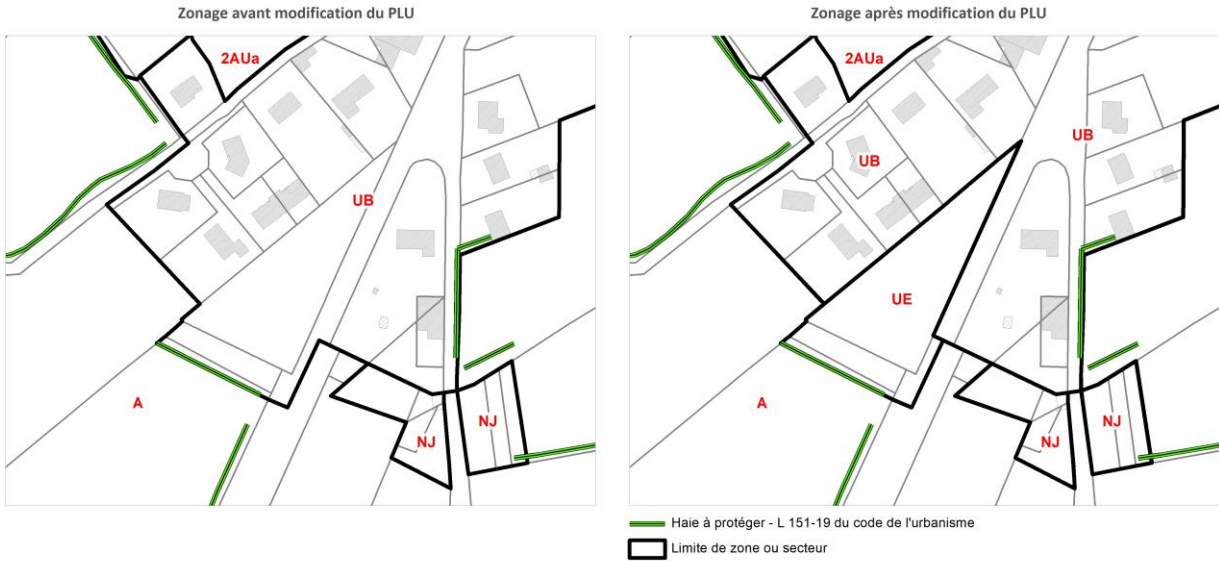 Zonage avant modification du PLU
2AUa
UB
A
NJ
NJ
Zonage après modification du PLU
2AUa
UB
UB
UE
A
NJ
NJ
Haie à protéger - L 151-19 du code de l'urbanisme
Limite de zone ou secteur